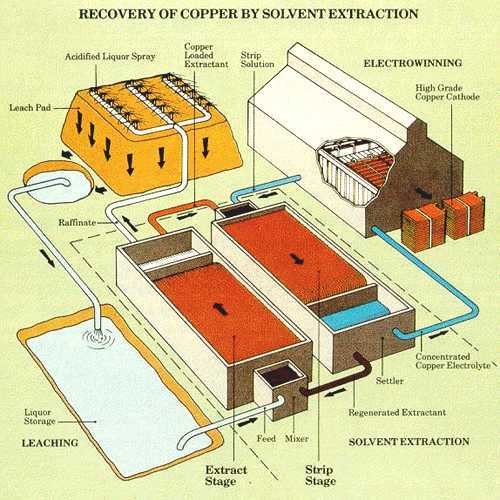 RECOVERY OF COPPER BY SOLVENT EXTRACTION
Copper
Loaded
Extractant
Strip
Solution
Acidified Liquor Spray
ELECTROWINNING
High Grade
Copper Cathode
Leach Pad
Raffinate
Concentrated
Copper Electrolyte
Settler
Liquor
Storage
Regenerated Extractant
LEACHING
Feed
Mixer
SOLVENT EXTRACTION
Extract
Stage
Strip
Stage